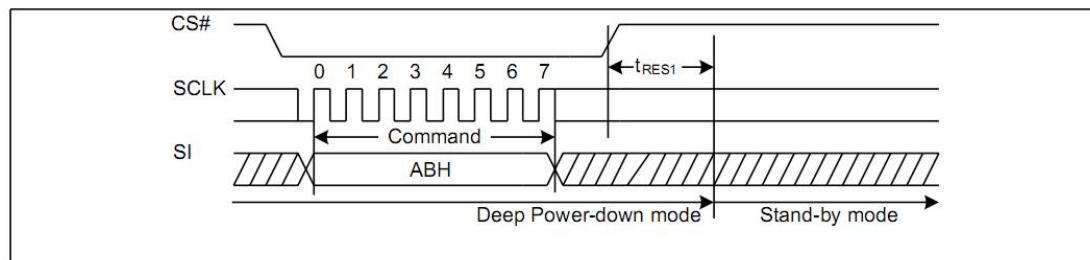 CS#
tRES1
0 1 2 3 4 5 6 7
SCLK
Command
SI
ABH
Deep Power-down mode Stand-by mode